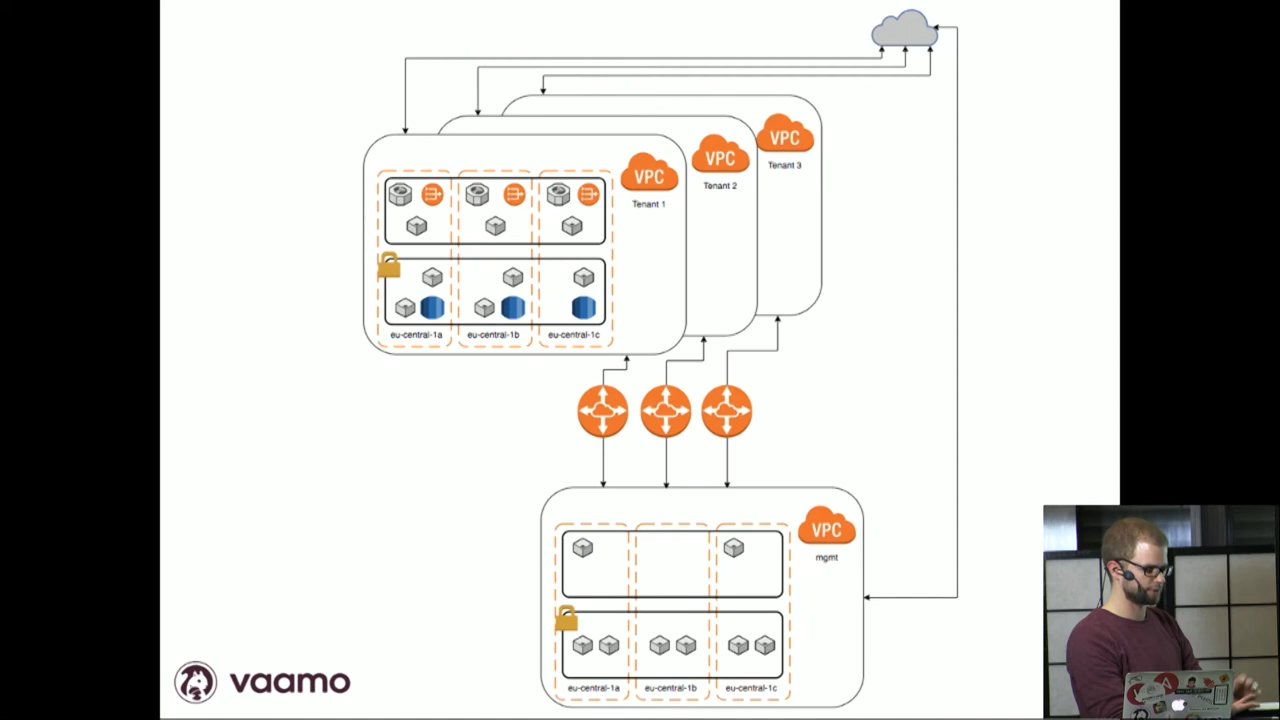 VPC
Tenant 3
VPC
Tenant 2
VPC
Tenant 1
eu-central-1a
eu-central-1b
eu-central-1c
VPC
mgmt
eu-central-1a
eu-central-1b
eu-central-1c
vaamo